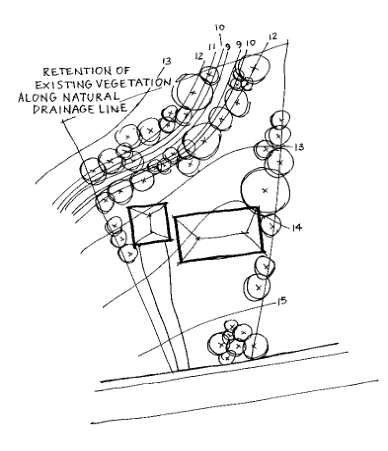 10
13 12 11 9 9 10 12
RETENTION OF
EXISTING VEGETATION
ALONG NATURAL
DRAINAGE LINE
13
14
15